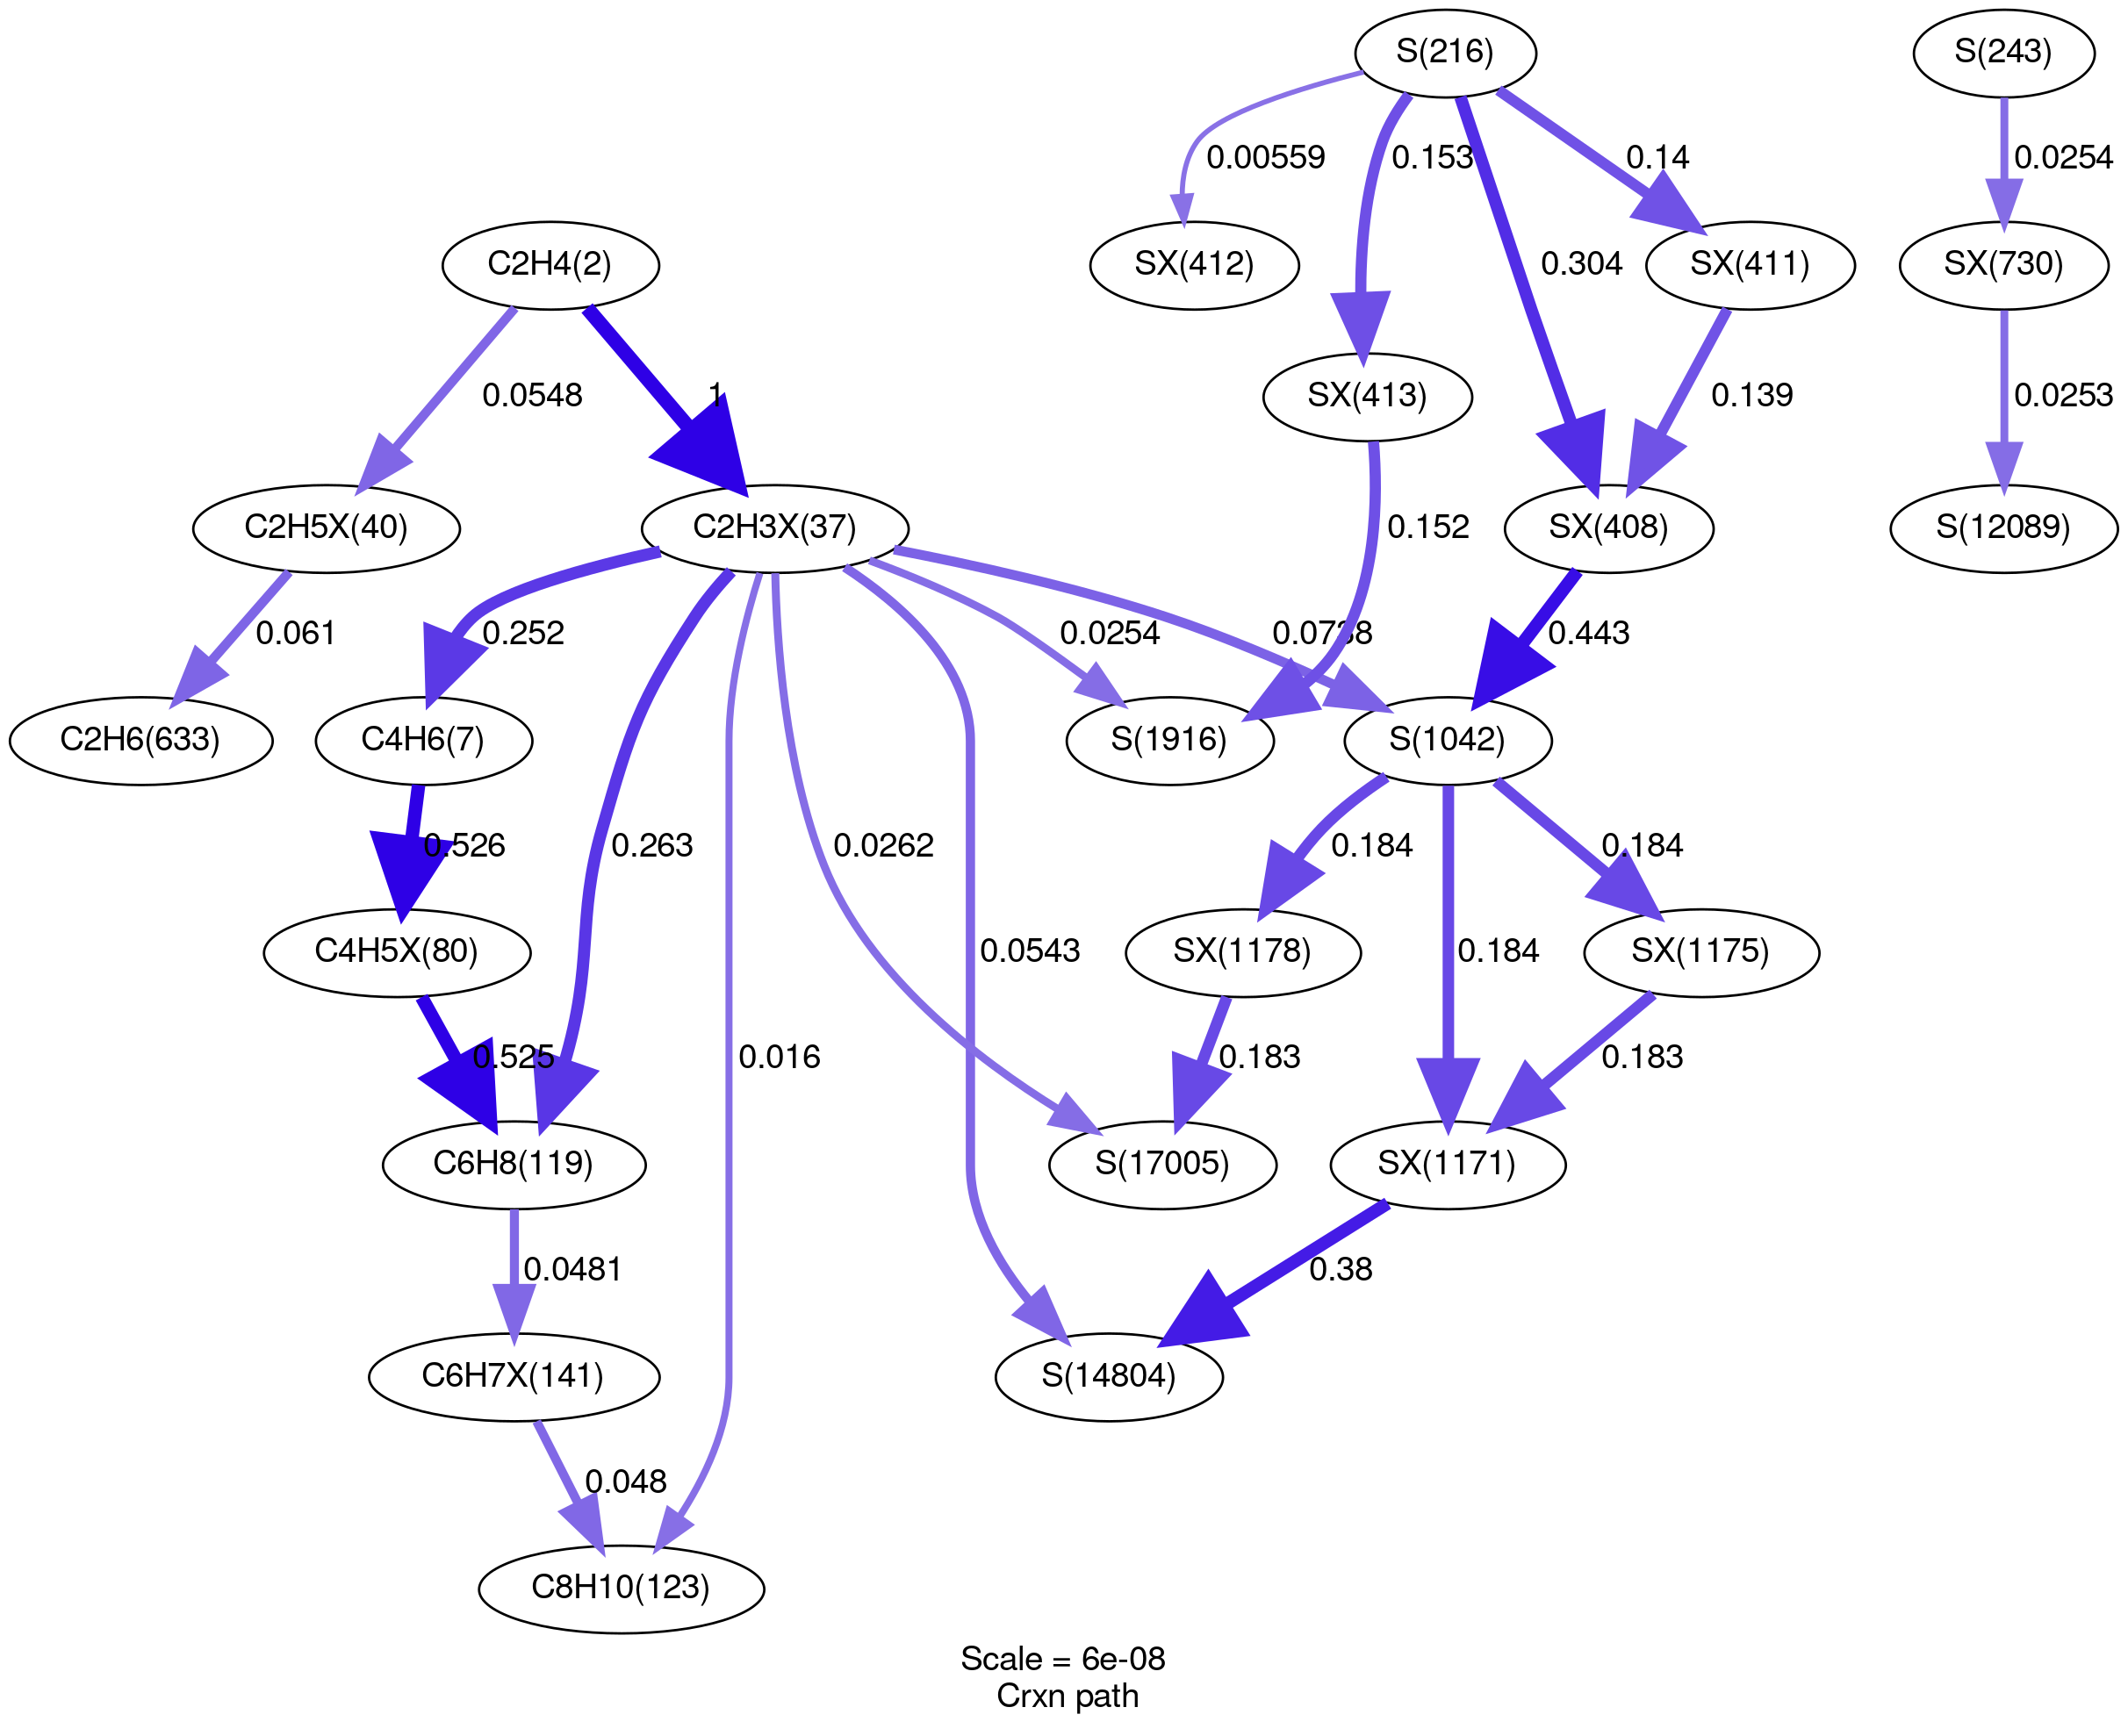 S(216)
S(243)
0.00559
0.153
0.14
0.0254
C2H4(2)
SX(412)
0.304
SX(411)
SX(730)
0.0548
1
SX(413)
0.139
0.0253
C2H5X(40)
C2H3X(37)
0.152
SX(408)
S(12089)
0.061
0.252
0.0254
0.0738
0.443
C2H6(633)
C4H6(7)
S(1916)
S(1042)
0.526
0.263
0.0262
0.184
0.184
C4H5X(80)
0.0543
SX(1178)
0.184
SX(1175)
0.525
0.016
0.183
0.183
C6H8(119)
S(17005)
SX(1171)
0.0481
0.38
C6H7X(141)
S(14804)
0.048
C8H10(123)
Scale = 6e-08
Crxn path